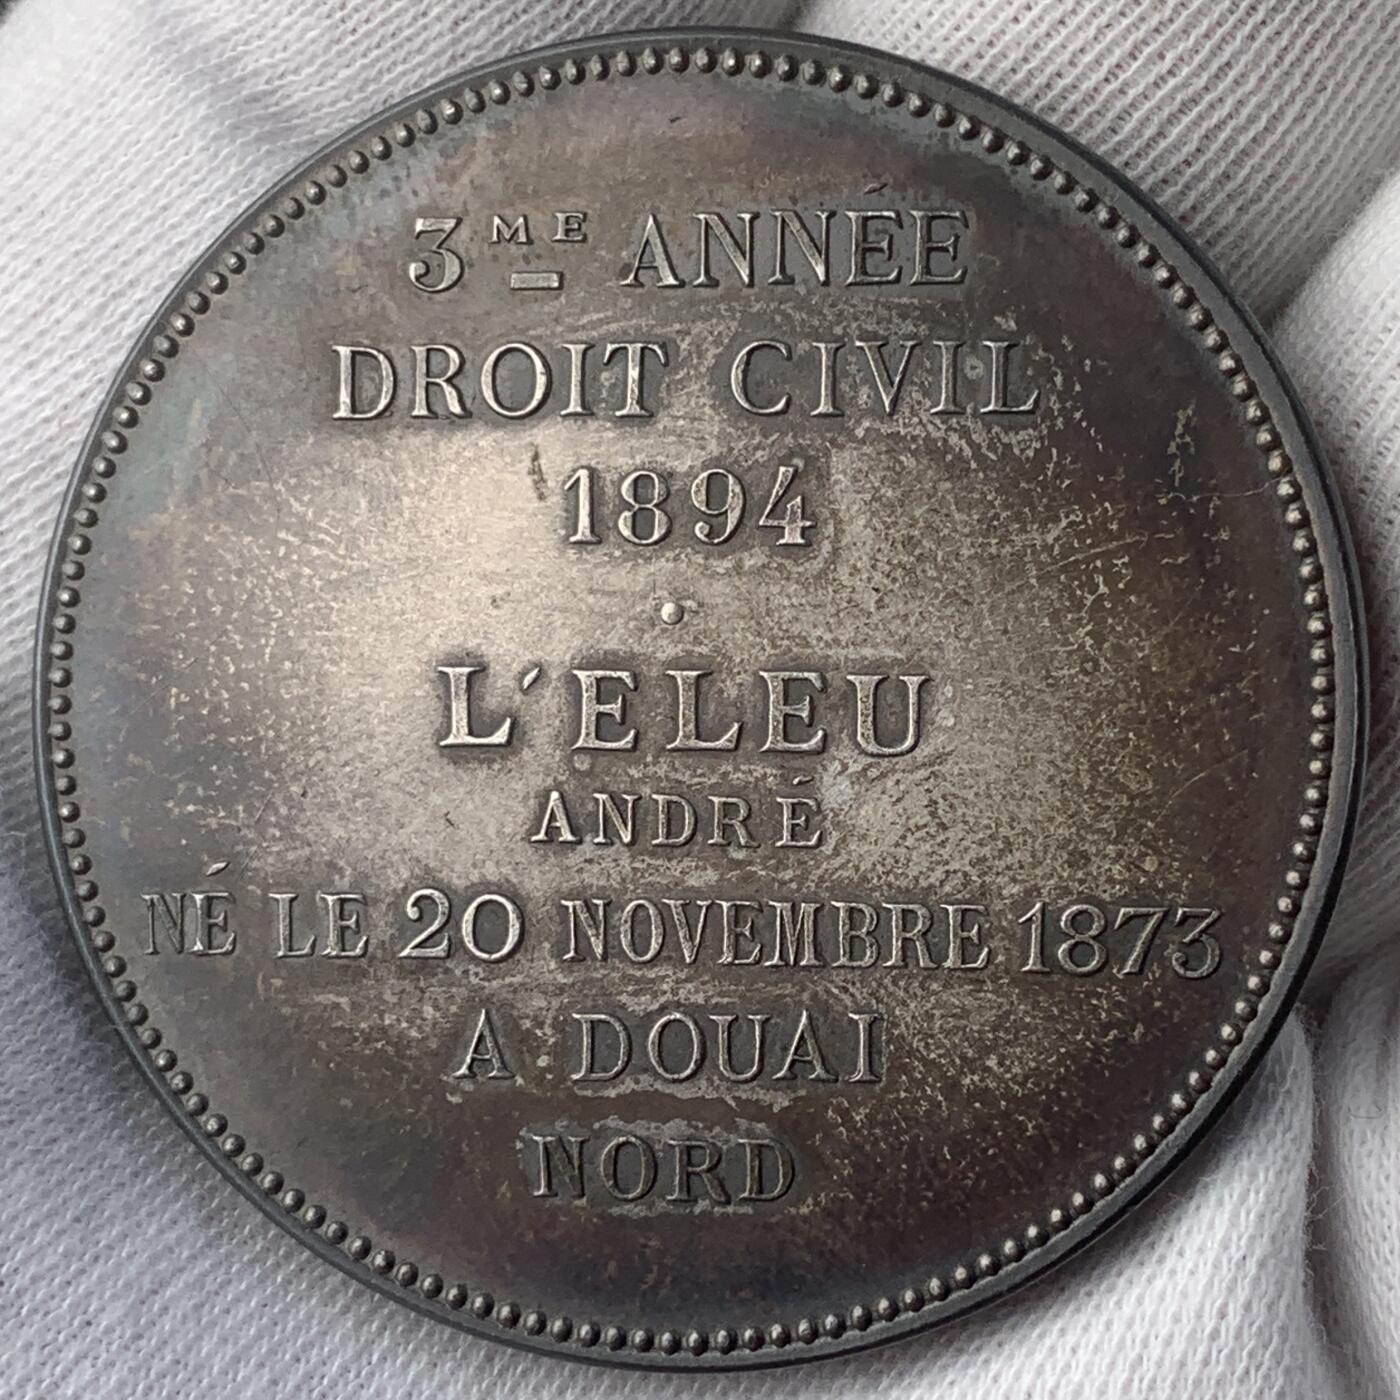 3ME ANNÉE
DROIT CIVIL
1894
L'ELEU
ANDRÉ
NÉ LE 20 NOVEMBRE 1873
A DOUAI
NORD